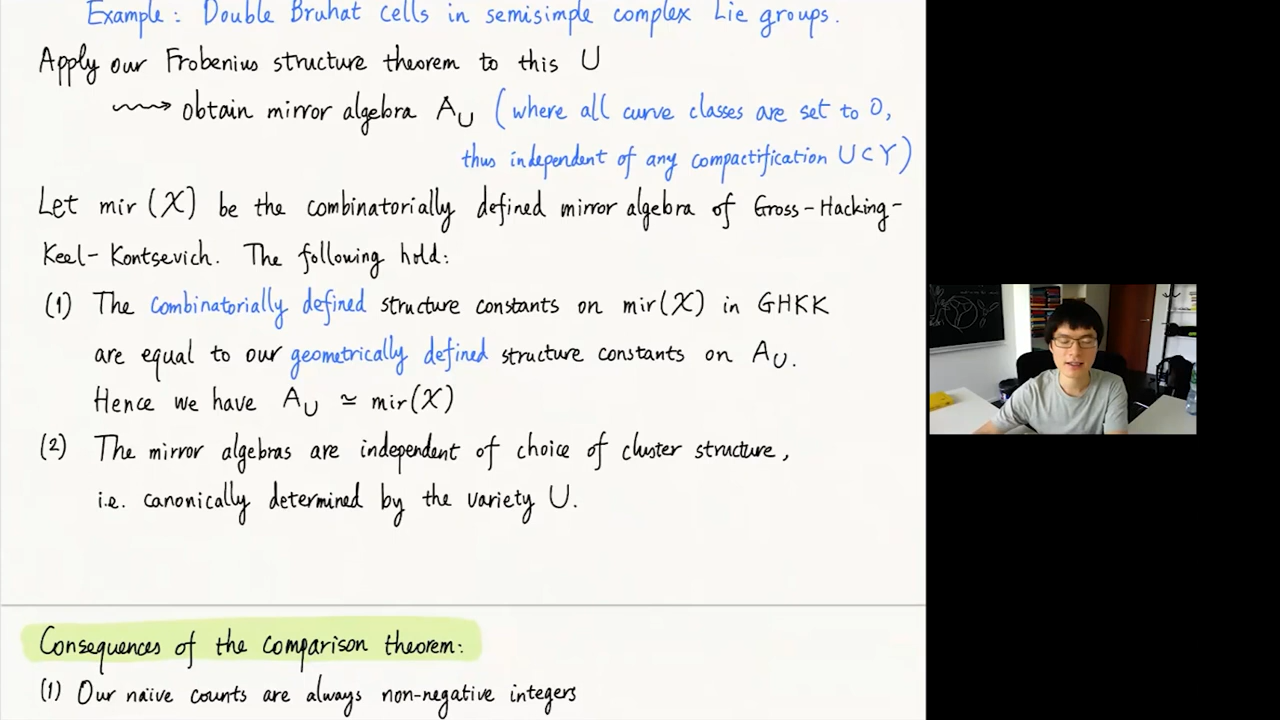 Example: Double Bruhat cells in semisimple complex Lie groups.
Apply our Frobenius structure theorem to this U
⟿ obtain mirror algebra A_U (where all curve classes are set to 0,
thus independent of any compactification U ⊂ Y)
Let mir(X) be the combinatorially defined mirror algebra of Gross-Hacking-
Keel-Kontsevich. The following hold:
(1) The combinatorially defined structure constants on mir(X) in GHKK
are equal to our geometrically defined structure constants on A_U.
Hence we have A_U ≃ mir(X)
(2) The mirror algebras are independent of choice of cluster structure,
i.e. canonically determined by the variety U.
Consequences of the comparison theorem:
(1) Our naïve counts are always non-negative integers